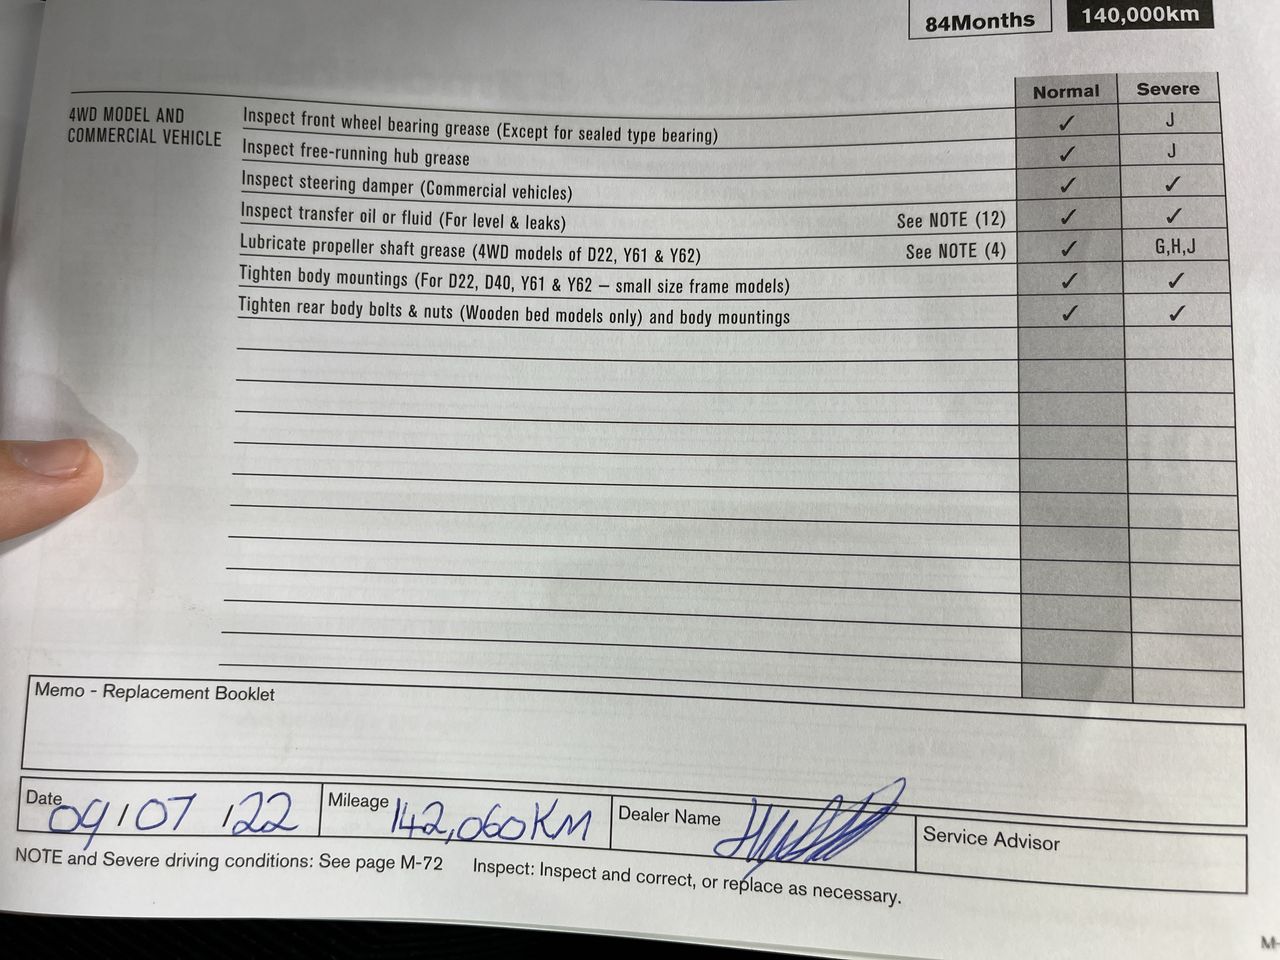 84Months 140,000km
Normal Severe
4WD MODEL AND
COMMERCIAL VEHICLE
Inspect front wheel bearing grease (Except for sealed type bearing) ✓ J
Inspect free-running hub grease ✓ J
Inspect steering damper (Commercial vehicles) ✓ ✓
Inspect transfer oil or fluid (For level & leaks) See NOTE (12) ✓ ✓
Lubricate propeller shaft grease (4WD models of D22, Y61 & Y62) See NOTE (4) ✓ G,H,J
Tighten body mountings (For D22, D40, Y61 & Y62 – small size frame models) ✓ ✓
Tighten rear body bolts & nuts (Wooden bed models only) and body mountings ✓ ✓
Memo - Replacement Booklet
Date 09/07/22 Mileage 142,060KM Dealer Name Service Advisor
NOTE and Severe driving conditions: See page M-72 Inspect: Inspect and correct, or replace as necessary.
M-